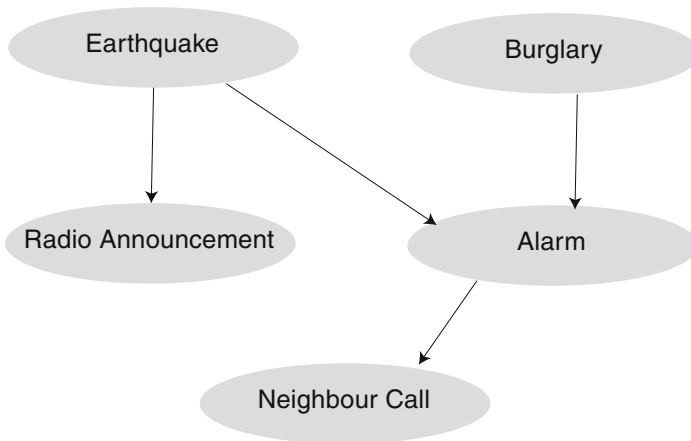 Earthquake
Burglary
Radio Announcement
Alarm
Neighbour Call